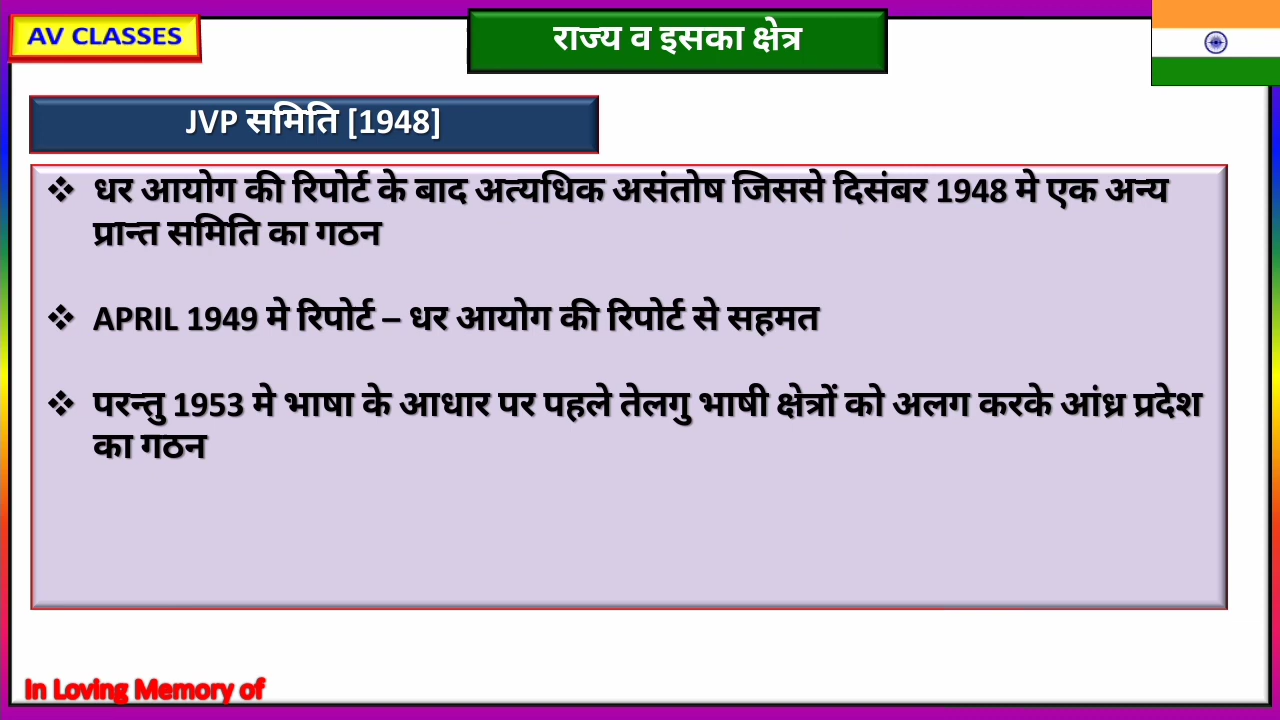 AV CLASSES
राज्य व इसका क्षेत्र
JVP समिति [1948]
❖ धर आयोग की रिपोर्ट के बाद अत्यधिक असंतोष जिससे दिसंबर 1948 मे एक अन्य
प्रान्त समिति का गठन
❖ APRIL 1949 मे रिपोर्ट – धर आयोग की रिपोर्ट से सहमत
❖ परन्तु 1953 मे भाषा के आधार पर पहले तेलगु भाषी क्षेत्रों को अलग करके आंध्र प्रदेश
का गठन
In Loving Memory of